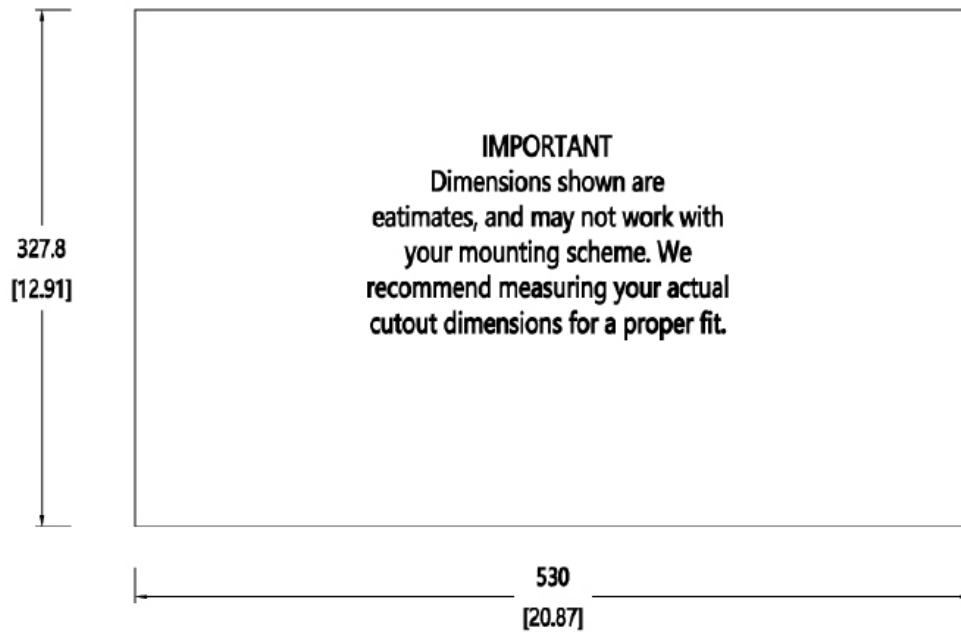 IMPORTANT
Dimensions shown are
eatimates, and may not work with
your mounting scheme. We
recommend measuring your actual
cutout dimensions for a proper fit.
327.8
[12.91]
530
[20.87]